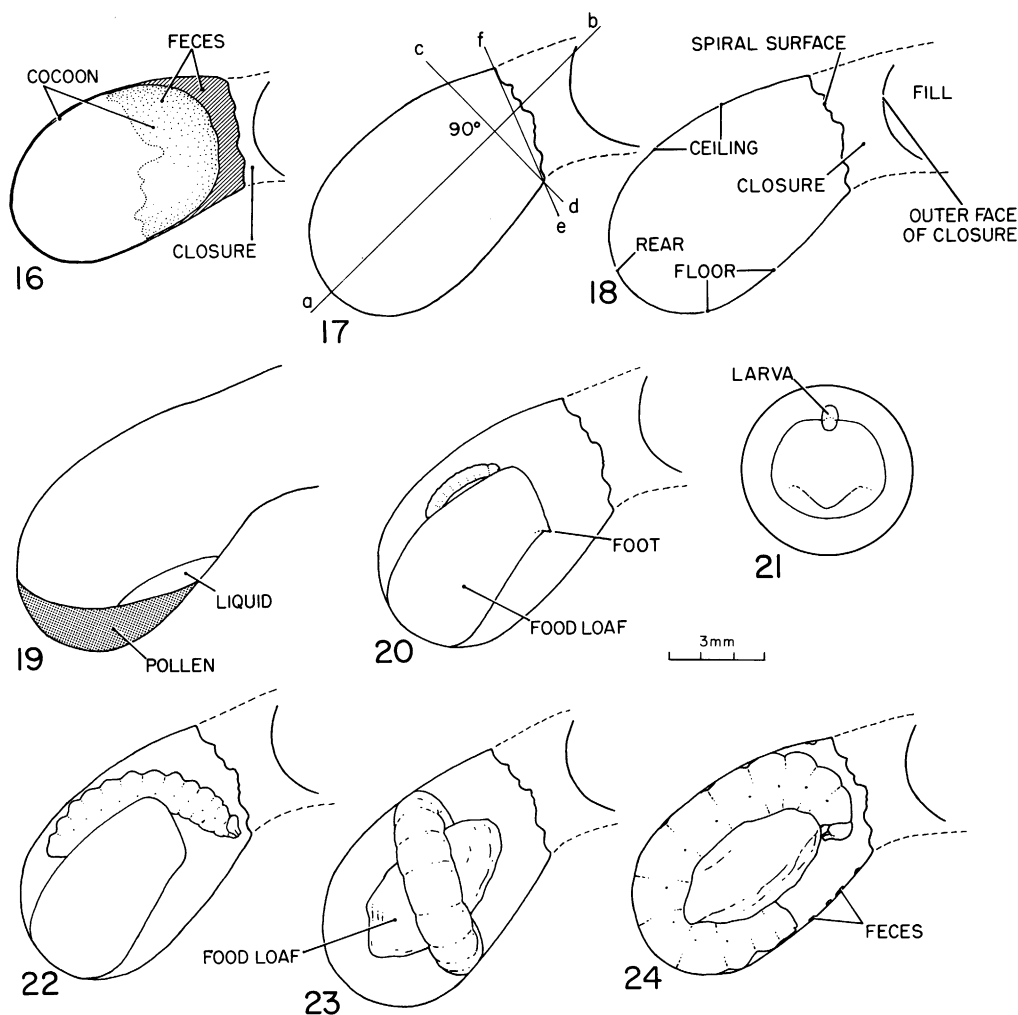 FECES
COCOON
CLOSURE
16
a
b
c
d
e
f
90°
17
SPIRAL SURFACE
FILL
CEILING
CLOSURE
OUTER FACE
OF CLOSURE
REAR
FLOOR
18
LIQUID
POLLEN
19
FOOT
FOOD LOAF
20
LARVA
21
3mm
22
FOOD LOAF
23
FECES
24